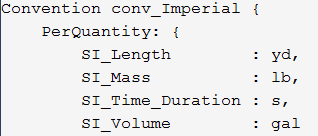 Convention conv_Imperial {
PerQuantity: {
SI_Length : yd,
SI_Mass : lb,
SI_Time_Duration : s,
SI_Volume : gal